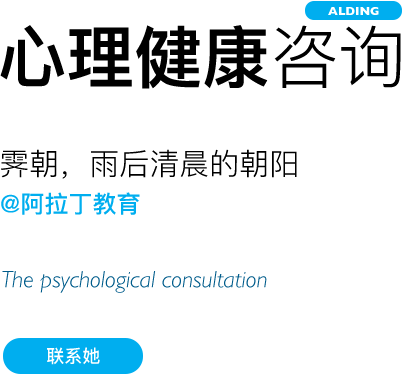 ALDING
心理健康咨询
霁朝，雨后清晨的朝阳
@阿拉丁教育
The psychological consultation
联系她